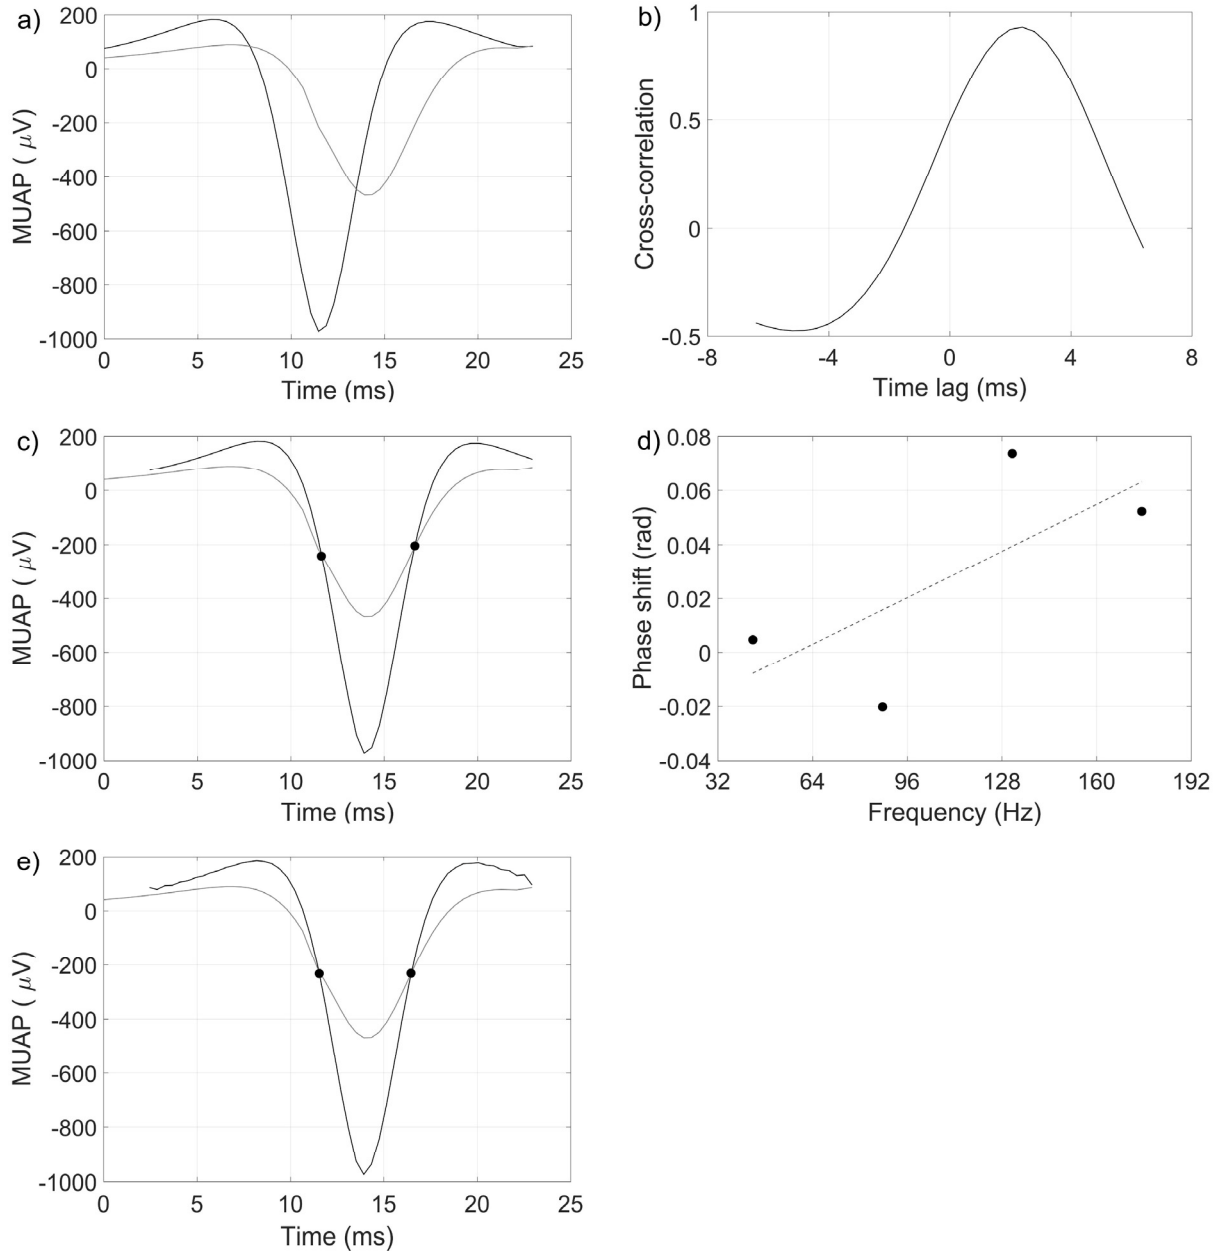 a)
200
0
-200
-400
-600
-800
-1000
MUAP ( μV)
0 5 10 15 20 25
Time (ms)
b)
1
0.5
0
-0.5
Cross-correlation
-8 -4 0 4 8
Time lag (ms)
c)
200
0
-200
-400
-600
-800
-1000
MUAP ( μV)
0 5 10 15 20 25
Time (ms)
d)
0.08
0.06
0.04
0.02
0
-0.02
-0.04
Phase shift (rad)
32 64 96 128 160 192
Frequency (Hz)
e)
200
0
-200
-400
-600
-800
-1000
MUAP ( μV)
0 5 10 15 20 25
Time (ms)